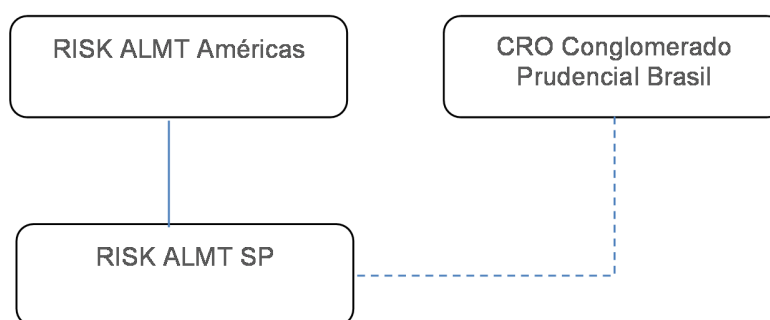 RISK ALMT Américas
CRO Conglomerado
Prudencial Brasil
RISK ALMT SP